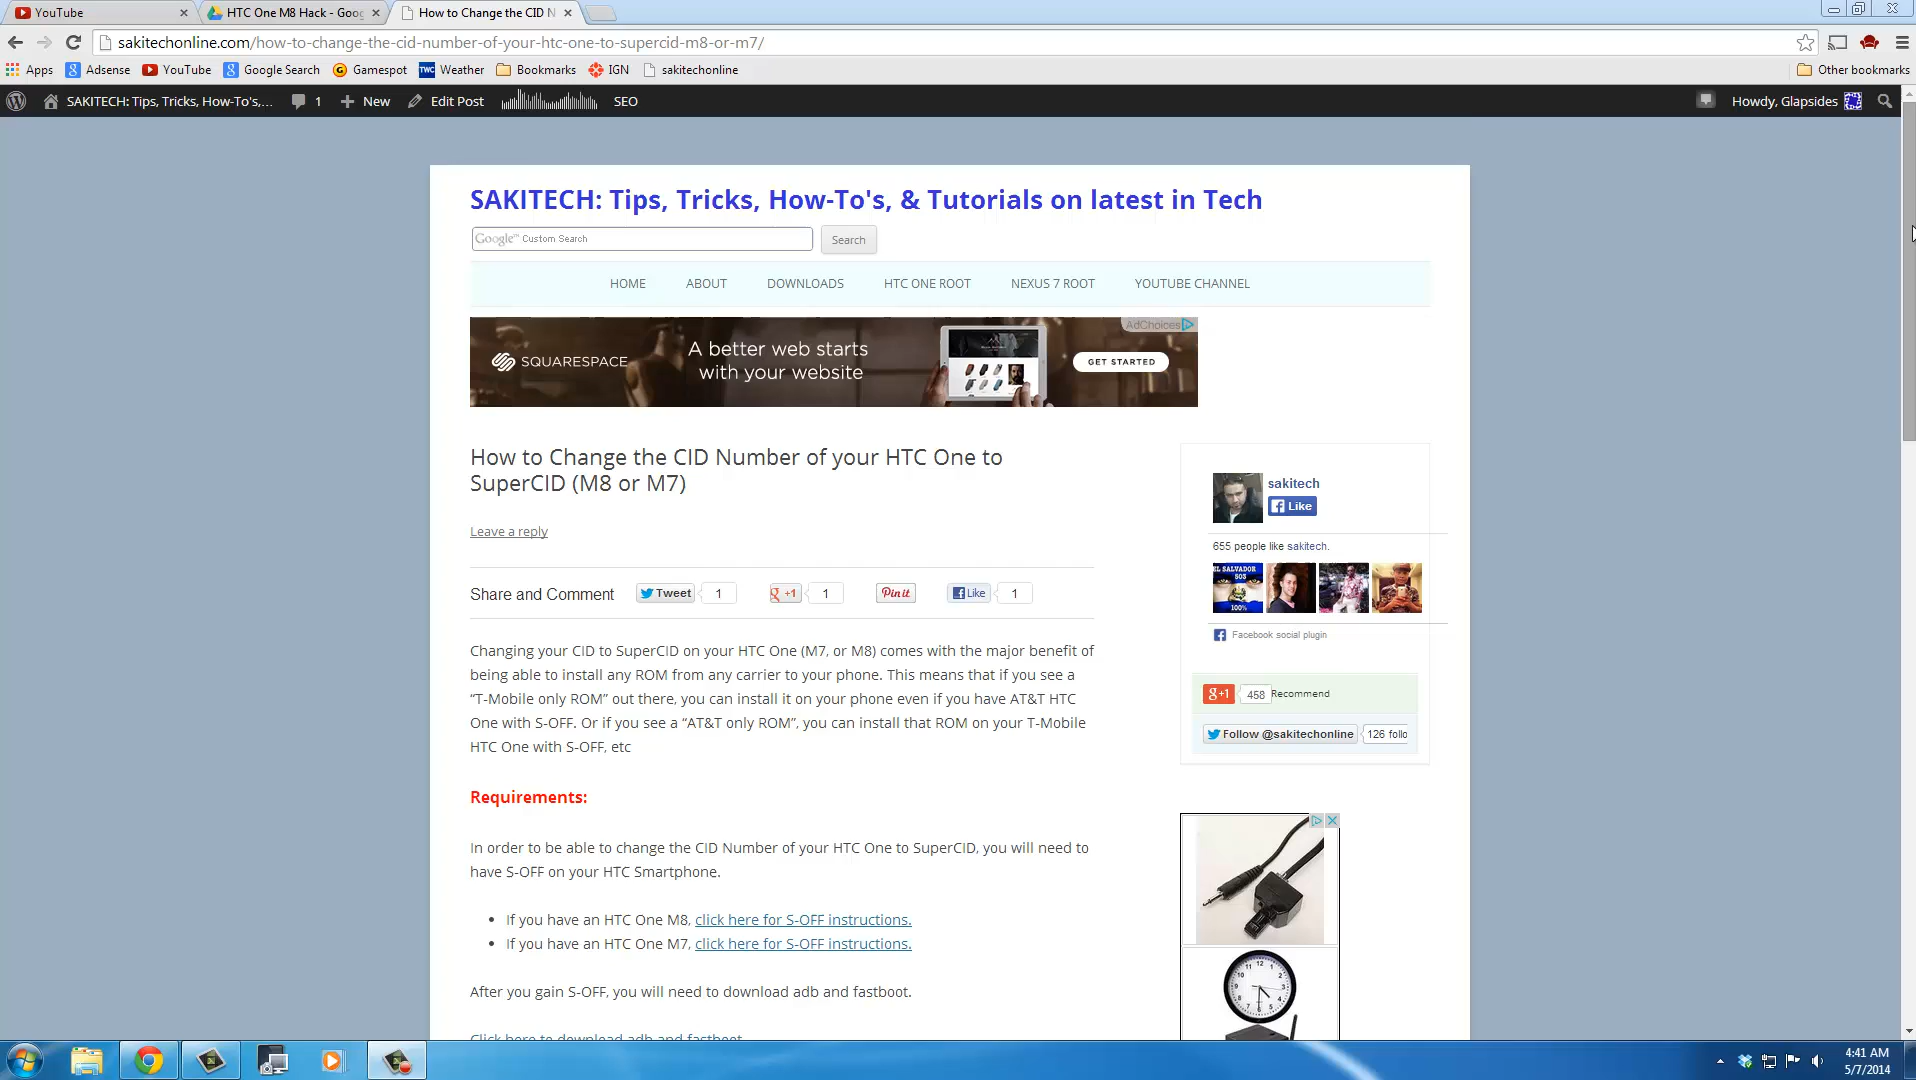 YouTube
HTC One M8 Hack - Goog
How to Change the CID N
sakitechonline.com/how-to-change-the-cid-number-of-your-htc-one-to-supercid-m8-or-m7/
Apps
Adsense
YouTube
Google Search
Gamespot
TWC Weather
Bookmarks
IGN
sakitechonline
Other bookmarks
SAKITECH: Tips, Tricks, How-To's,...
1
New
Edit Post
SEO
Howdy, Glapsides
SAKITECH: Tips, Tricks, How-To's, & Tutorials on latest in Tech
Google™ Custom Search
Search
HOME
ABOUT
DOWNLOADS
HTC ONE ROOT
NEXUS 7 ROOT
YOUTUBE CHANNEL
AdChoices
SQUARESPACE
A better web starts
with your website
GET STARTED
How to Change the CID Number of your HTC One to
SuperCID (M8 or M7)
Leave a reply
Share and Comment
Tweet
1
g +1
1
Pin it
Like
1
Changing your CID to SuperCID on your HTC One (M7, or M8) comes with the major benefit of
being able to install any ROM from any carrier to your phone. This means that if you see a
“T-Mobile only ROM” out there, you can install it on your phone even if you have AT&T HTC
One with S-OFF. Or if you see a “AT&T only ROM”, you can install that ROM on your T-Mobile
HTC One with S-OFF, etc
Requirements:
In order to be able to change the CID Number of your HTC One to SuperCID, you will need to
have S-OFF on your HTC Smartphone.
• If you have an HTC One M8, click here for S-OFF instructions.
• If you have an HTC One M7, click here for S-OFF instructions.
After you gain S-OFF, you will need to download adb and fastboot.
Click here to download adb and fastboot
sakitech
Like
655 people like sakitech.
EL SALVADOR
503
100%
Facebook social plugin
g+1
458
Recommend
Follow @sakitechonline
126 follo
12 1 2 3 4 5 6 7 8 9 10 11
4:41 AM
5/7/2014